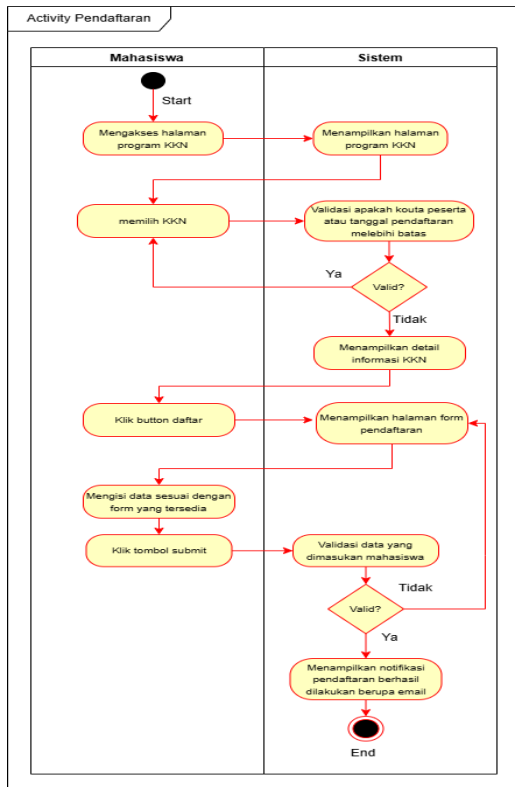 Activity Pendaftaran
Mahasiswa
Sistem
Start
Mengakses halaman
program KKN
Menampilkan halaman
program KKN
memilih KKN
Validasi apakah kouta peserta
atau tanggal pendaftaran
melebihi batas
Ya
Valid?
Tidak
Menampilkan detail
informasi KKN
Klik button daftar
Menampilkan halaman form
pendaftaran
Mengisi data sesuai dengan
form yang tersedia
Klik tombol submit
Validasi data yang
dimasukan mahasiswa
Tidak
Valid?
Ya
Menampilkan notifikasi
pendaftaran berhasil
dilakukan berupa email
End